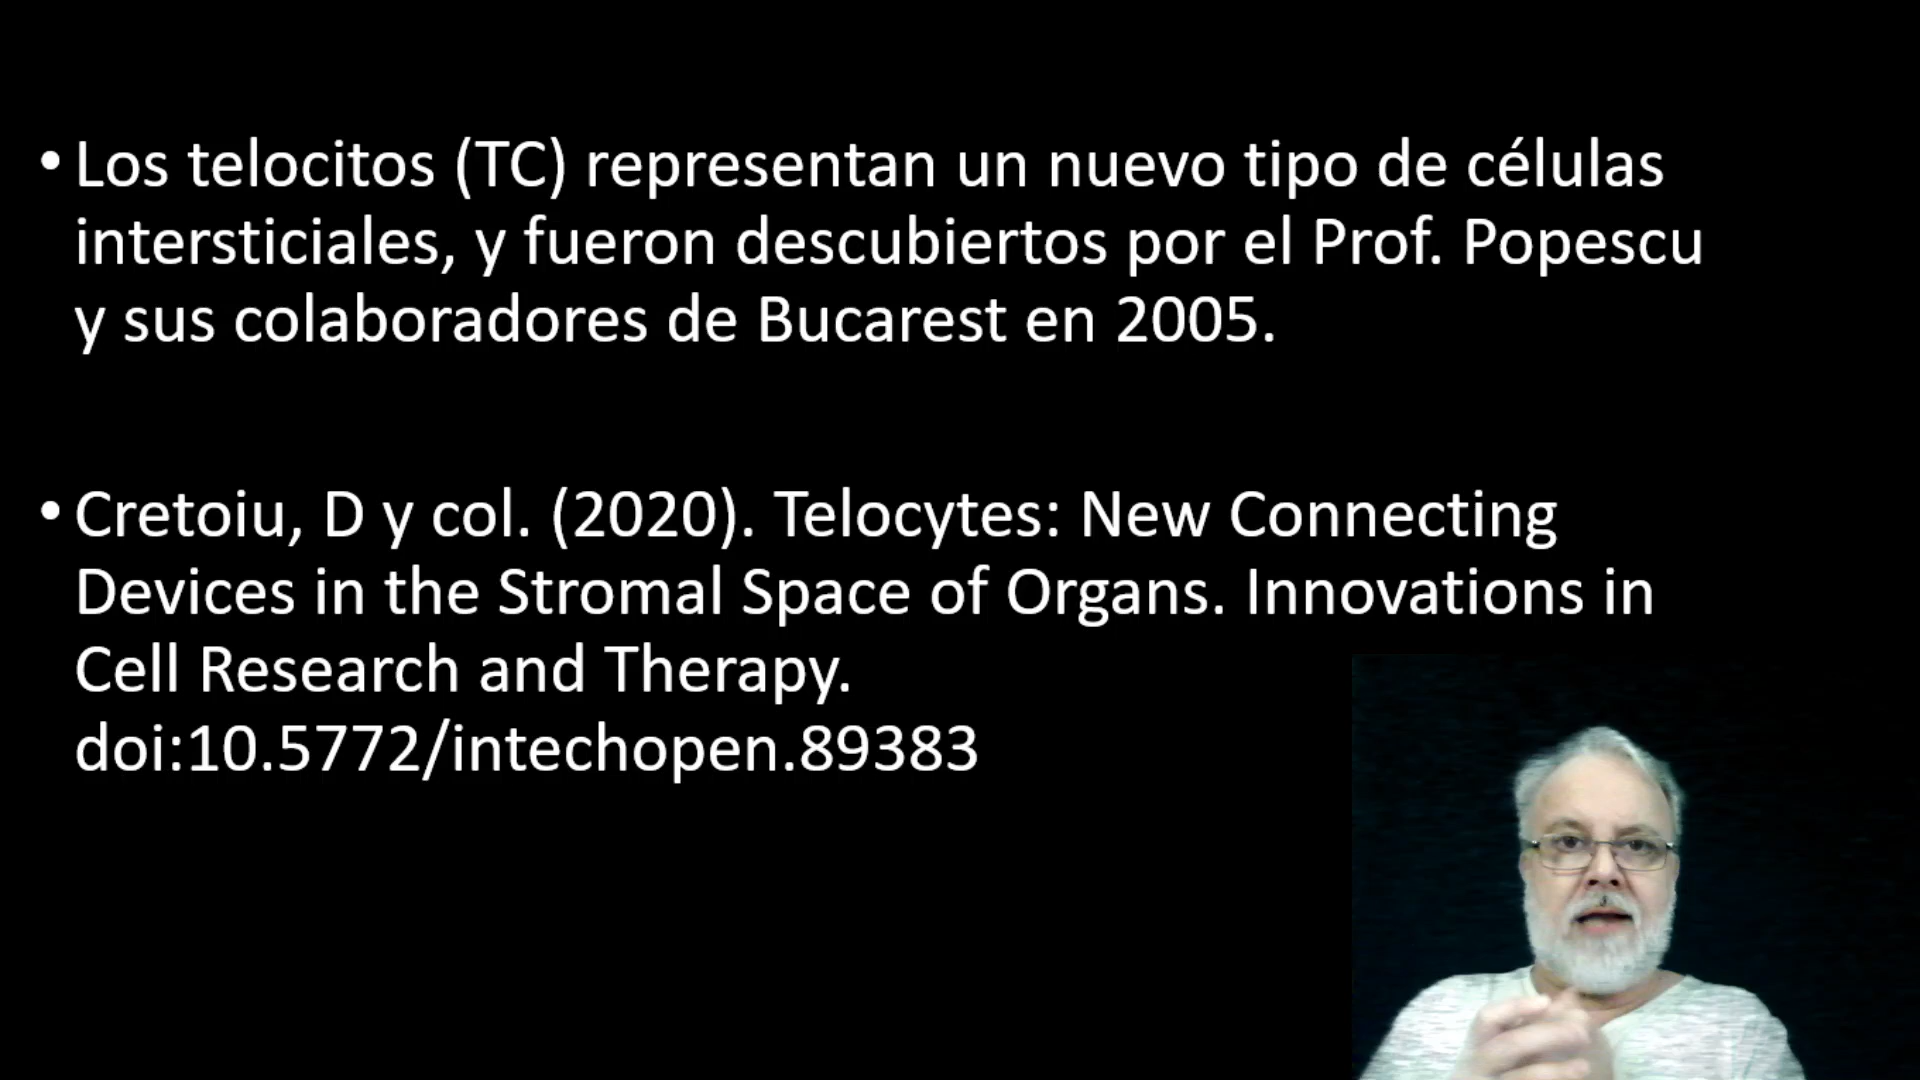 • Los telocitos (TC) representan un nuevo tipo de células
intersticiales, y fueron descubiertos por el Prof. Popescu
y sus colaboradores de Bucarest en 2005.
• Cretoiu, D y col. (2020). Telocytes: New Connecting
Devices in the Stromal Space of Organs. Innovations in
Cell Research and Therapy.
doi:10.5772/intechopen.89383